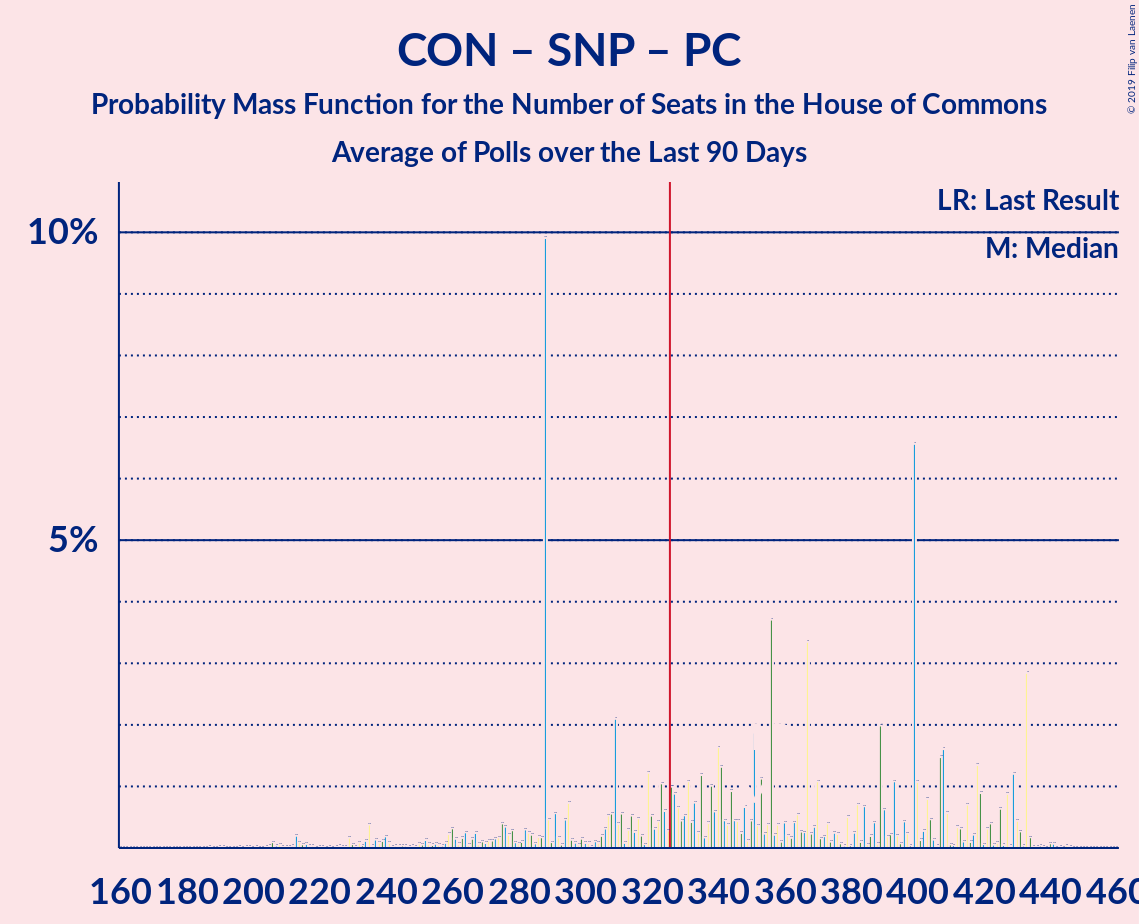 CON – SNP – PC
Probability Mass Function for the Number of Seats in the House of Commons
Average of Polls over the Last 90 Days
© 2019 Filip van Laenen
LR: Last Result
M: Median
10%
5%
160 180 200 220 240 260 280 300 320 340 360 380 400 420 440 460